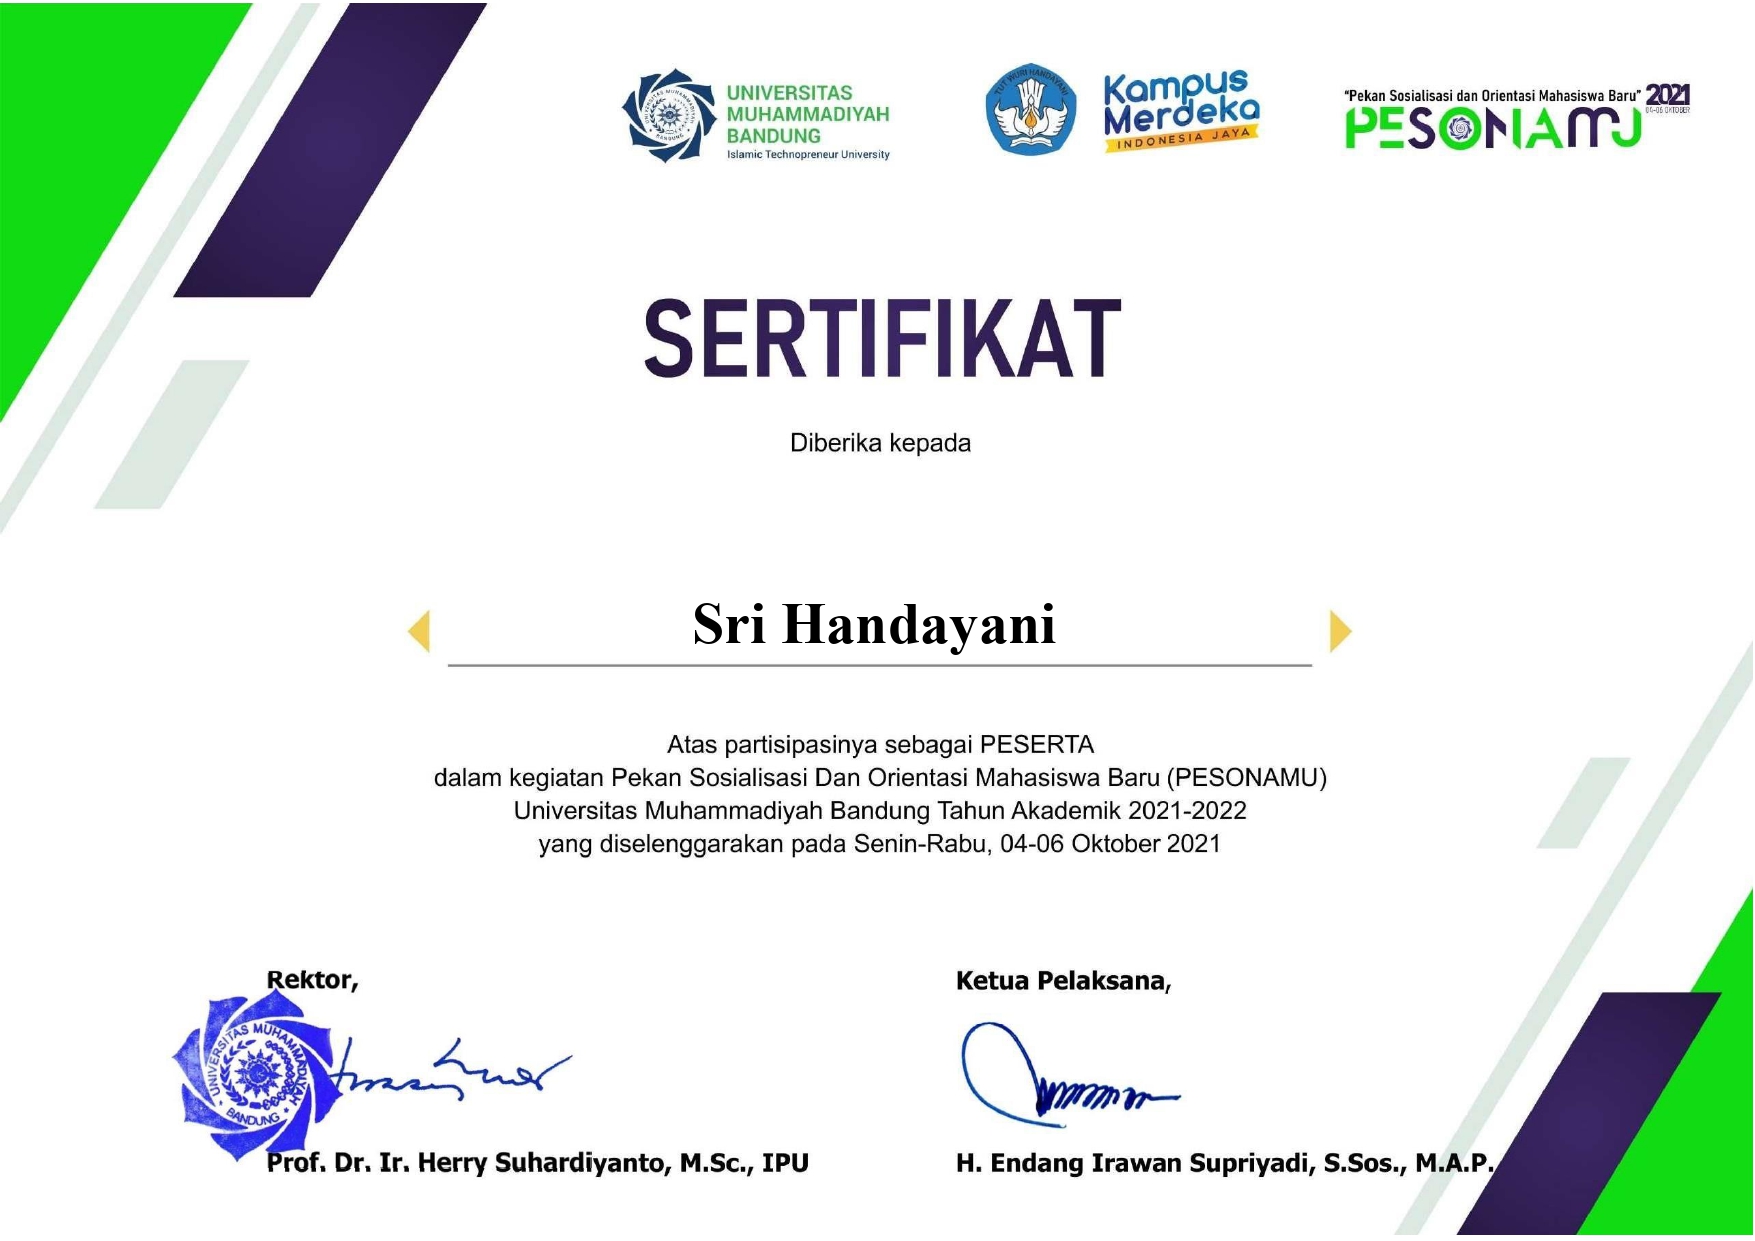 UNIVERSITAS
MUHAMMADIYAH
BANDUNG
Islamic Technopreneur University
TUT WURI HANDAYANI
Kampus
Merdeka
INDONESIA JAYA
"Pekan Sosialisasi dan Orientasi Mahasiswa Baru" 2021
04-06 OKTOBER
PESONAMU
SERTIFIKAT
Diberika kepada
Sri Handayani
Atas partisipasinya sebagai PESERTA
dalam kegiatan Pekan Sosialisasi Dan Orientasi Mahasiswa Baru (PESONAMU)
Universitas Muhammadiyah Bandung Tahun Akademik 2021-2022
yang diselenggarakan pada Senin-Rabu, 04-06 Oktober 2021
Rektor,
UNIVERSITAS MUHAMMADIYAH
BANDUNG
Prof. Dr. Ir. Herry Suhardiyanto, M.Sc., IPU
Ketua Pelaksana,
H. Endang Irawan Supriyadi, S.Sos., M.A.P.